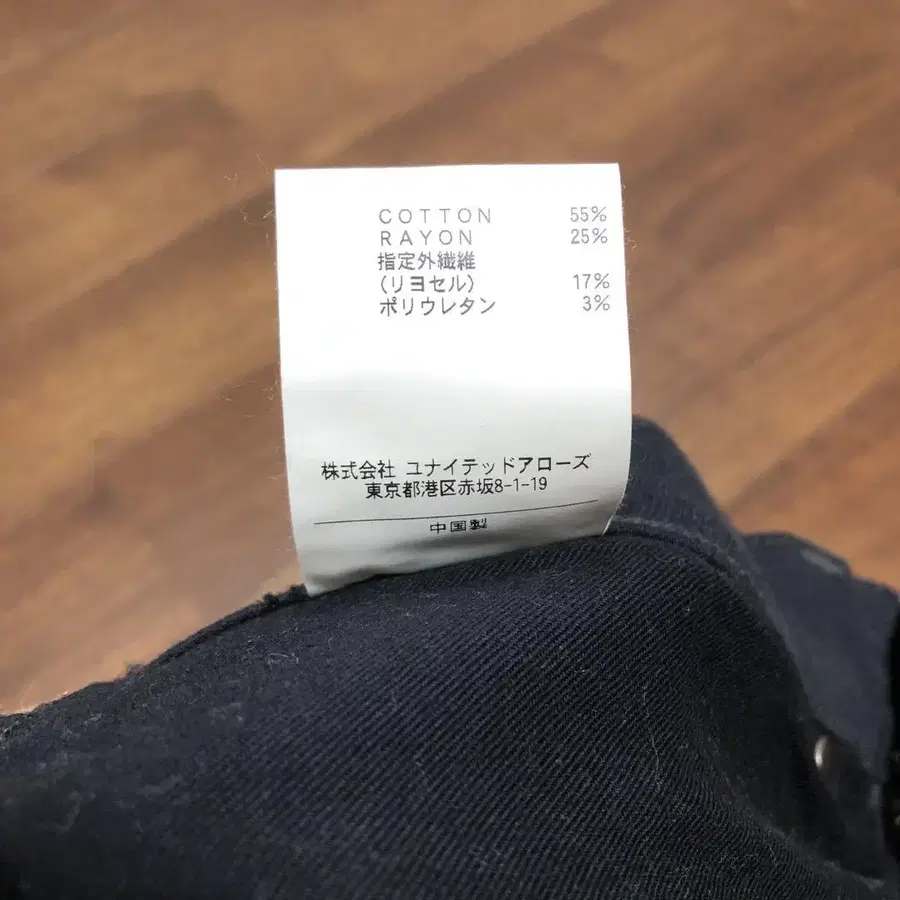 COTTON 55%
RAYON 25%
指定外繊維
(リヨセル) 17%
ポリウレタン 3%
株式会社 ユナイテッドアローズ
東京都港区赤坂8-1-19
中国製